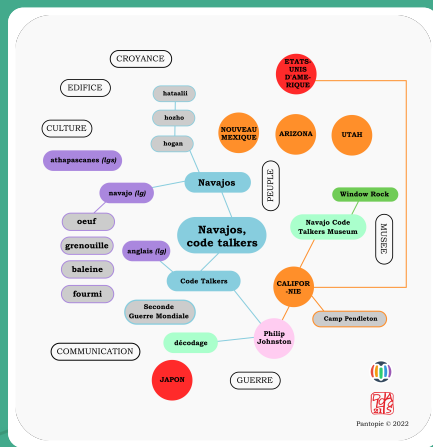 CROYANCE
ETATS-
UNIS
D'AME-
RIQUE
EDIFICE
hataalii
hozho
hogan
CULTURE
NOUVEAU
MEXIQUE
ARIZONA
UTAH
athapascanes (lgs)
Navajos
PEUPLE
navajo (lg)
Window Rock
oeuf
Navajo Code
Talkers Museum
MUSEE
Navajos,
code talkers
grenouille
anglais (lg)
baleine
Code Talkers
CALIFOR
-NIE
fourmi
Seconde
Guerre Mondiale
Camp Pendleton
Philip
Johnston
décodage
COMMUNICATION
JAPON
GUERRE
Pantopie © 2022